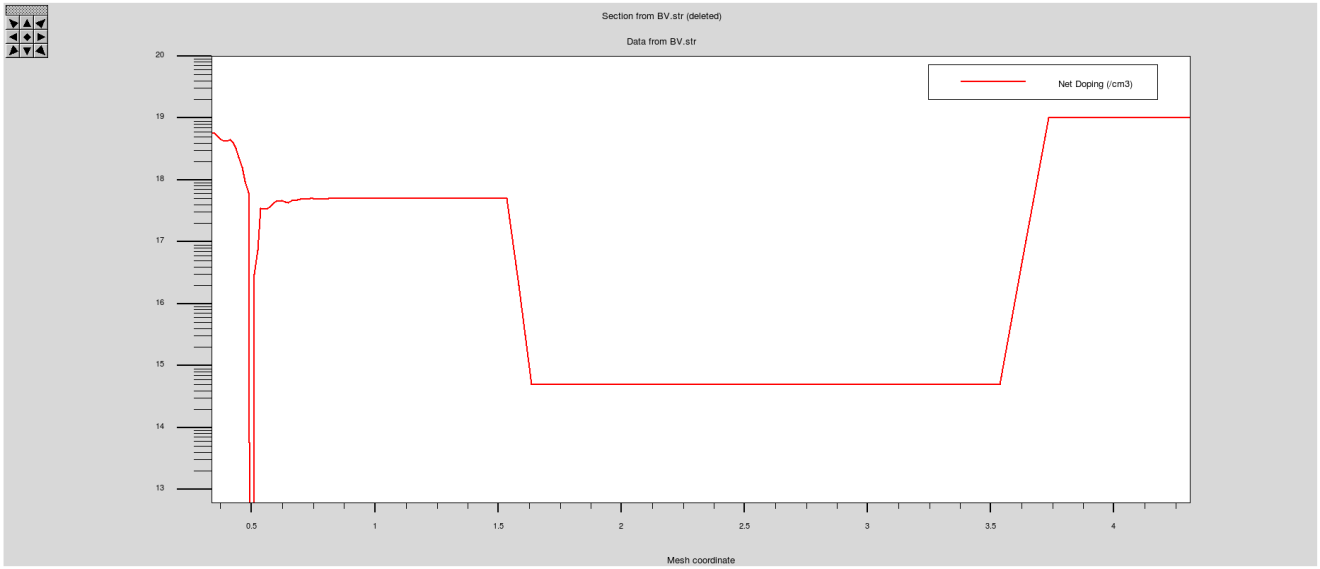 Section from BV.str (deleted)
Data from BV.str
Net Doping (/cm3)
20
19
18
17
16
15
14
13
0.5 1 1.5 2 2.5 3 3.5 4
Mesh coordinate